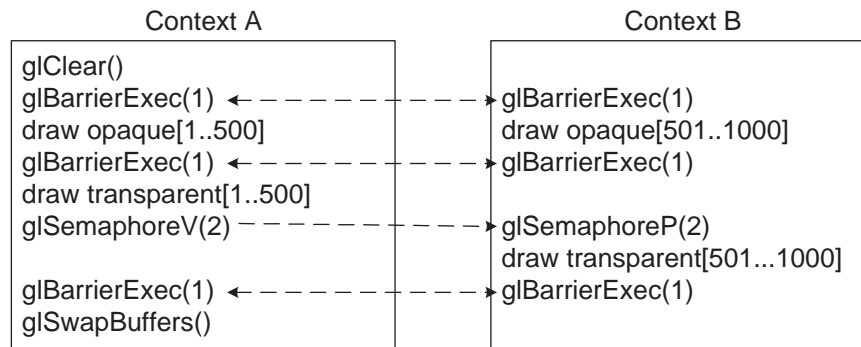 Context A
glClear()
glBarrierExec(1)
draw opaque[1..500]
glBarrierExec(1)
draw transparent[1..500]
glSemaphoreV(2)
glBarrierExec(1)
glSwapBuffers()
Context B
glBarrierExec(1)
draw opaque[501..1000]
glBarrierExec(1)
glSemaphoreP(2)
draw transparent[501...1000]
glBarrierExec(1)